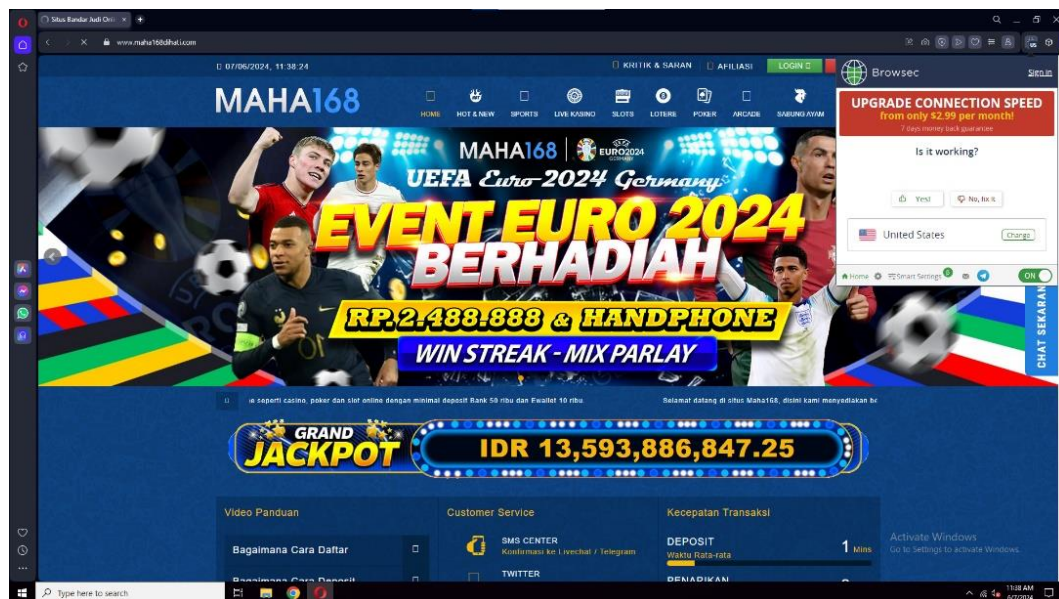 Situs Bandar Judi Onli
www.maha168dihati.com
07/06/2024, 11:38:24
KRITIK & SARAN
AFILIASI
LOGIN
MAHA168
HOME
HOT & NEW
SPORTS
LIVE KASINO
SLOTS
LOTERE
POKER
ARCADE
SABUNG AYAM
Browsec
Sign in
UPGRADE CONNECTION SPEED
from only $2.99 per month!
7 days money back guarantee
Is it working?
Yes!
No, fix it
United States
Change
Home
Smart Settings
ON
MAHA168
EURO2024
GERMANY
UEFA Euro 2024 Germany
EVENT EURO 2024
BERHADIAH
RP.2.488.888 & HANDPHONE
WIN STREAK - MIX PARLAY
CHAT SEKARAN
seperti casino, poker dan slot online dengan minimal deposit Bank 50 ribu dan Ewallet 10 ribu.
Selamat datang di situs Maha168, disini kami menyediakan be
GRAND
JACKPOT
IDR 13,593,886,847.25
Video Panduan
Bagaimana Cara Daftar
Bagaimana Cara Deposit
Customer Service
SMS CENTER
Konfirmasi ke Livechat / Telegram
TWITTER
Kecepatan Transaksi
DEPOSIT
Waktu Rata-rata
1 Mins
PENARIKAN
Activate Windows
Go to Settings to activate Windows.
Type here to search
11:38 AM
6/7/2024